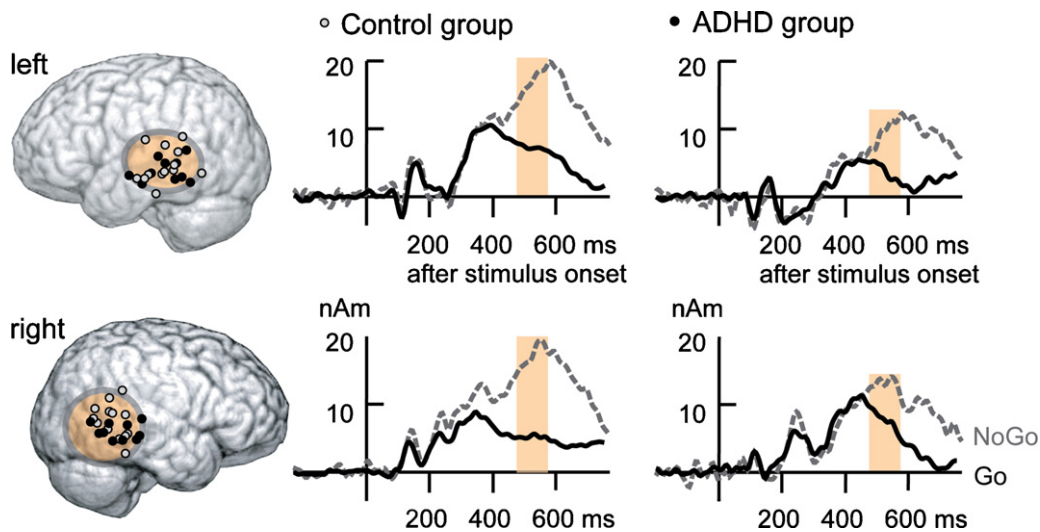 Control group
ADHD group
left
20
10
200 400 600 ms
after stimulus onset
20
10
200 400 600 ms
after stimulus onset
right
nAm
20
10
200 400 600 ms
nAm
20
10
200 400 600 ms
NoGo
Go